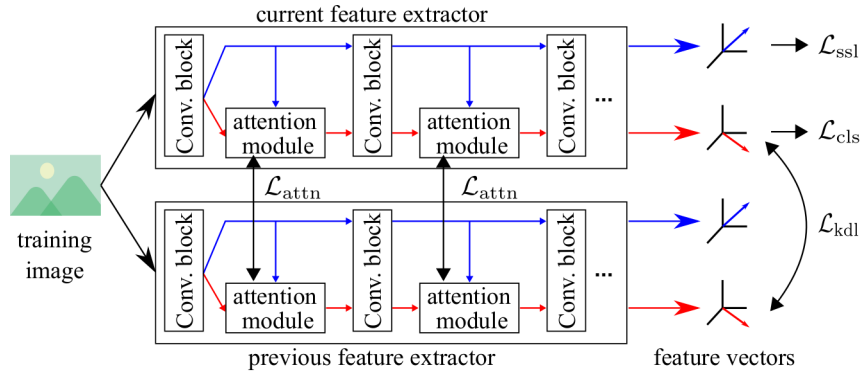 current feature extractor
Conv. block
attention
module
Conv. block
attention
module
Conv. block
...
ℒssl
ℒcls
ℒattn
ℒattn
ℒkdl
training
image
Conv. block
attention
module
Conv. block
attention
module
Conv. block
...
previous feature extractor
feature vectors